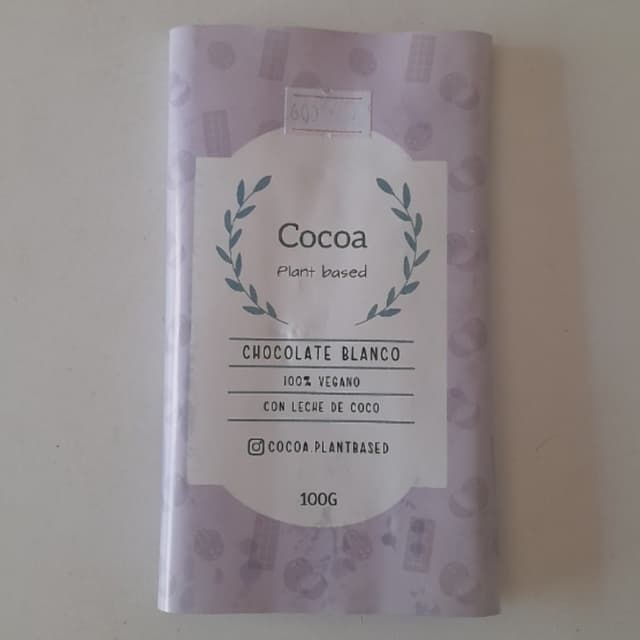 Cocoa
Plant based
CHOCOLATE BLANCO
100% VEGANO
CON LECHE DE COCO
COCOA.PLANTBASED
100G